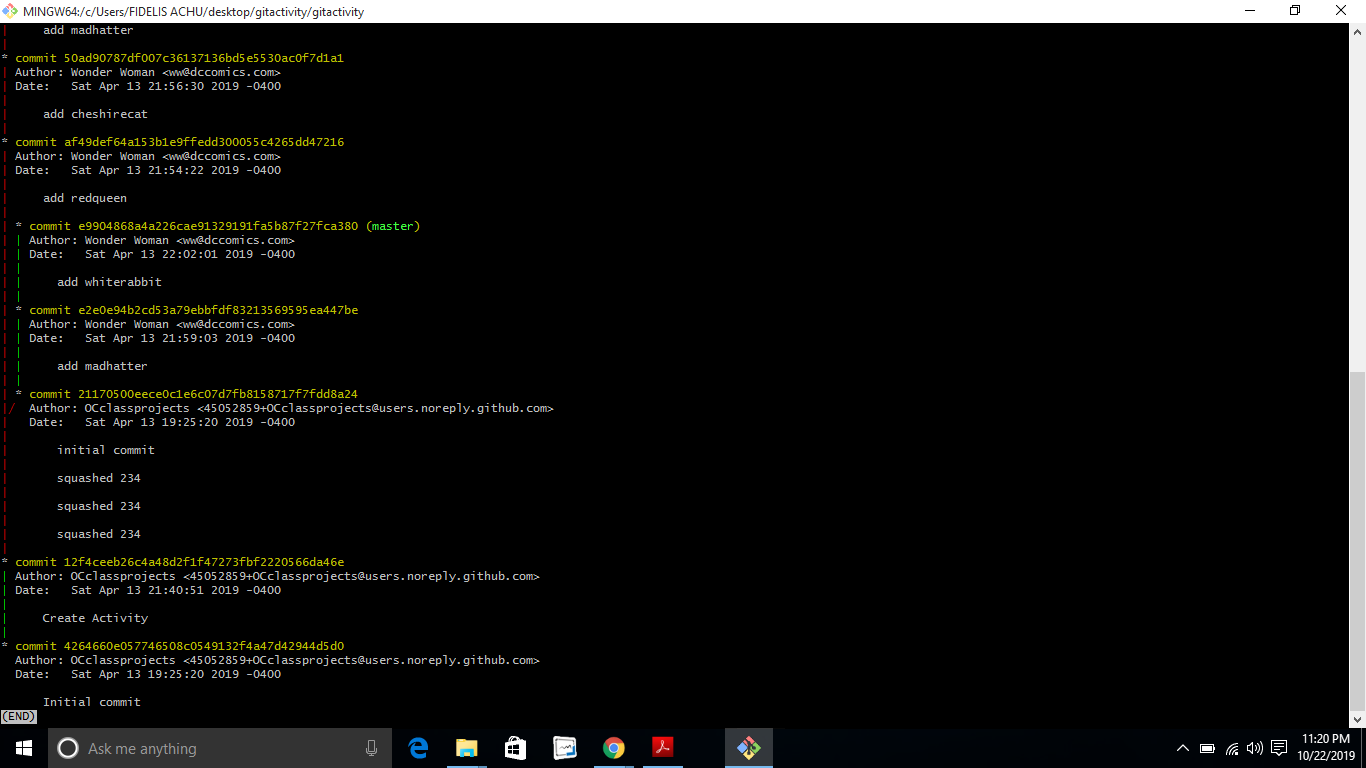 MINGW64:/c/Users/FIDELIS ACHU/desktop/gitactivity/gitactivity
add madhatter
* commit 50ad90787df007c36137136bd5e5530ac0f7d1a1
Author: Wonder Woman <ww@dccomics.com>
Date:   Sat Apr 13 21:56:30 2019 -0400
add cheshirecat
* commit af49def64a153b1e9ffedd300055c4265dd47216
Author: Wonder Woman <ww@dccomics.com>
Date:   Sat Apr 13 21:54:22 2019 -0400
add redqueen
* commit e9904868a4a226cae91329191fa5b87f27fca380 (master)
Author: Wonder Woman <ww@dccomics.com>
Date:   Sat Apr 13 22:02:01 2019 -0400
add whiterabbit
* commit e2e0e94b2cd53a79ebbfdf83213569595ea447be
Author: Wonder Woman <ww@dccomics.com>
Date:   Sat Apr 13 21:59:03 2019 -0400
add madhatter
* commit 21170500eece0c1e6c07d7fb8158717f7fdd8a24
Author: OCclassprojects <45052859+OCclassprojects@users.noreply.github.com>
Date:   Sat Apr 13 19:25:20 2019 -0400
initial commit
squashed 234
squashed 234
squashed 234
* commit 12f4ceeb26c4a48d2f1f47273fbf2220566da46e
Author: OCclassprojects <45052859+OCclassprojects@users.noreply.github.com>
Date:   Sat Apr 13 21:40:51 2019 -0400
Create Activity
* commit 4264660e057746508c0549132f4a47d42944d5d0
Author: OCclassprojects <45052859+OCclassprojects@users.noreply.github.com>
Date:   Sat Apr 13 19:25:20 2019 -0400
Initial commit
(END)
Ask me anything
11:20 PM
10/22/2019